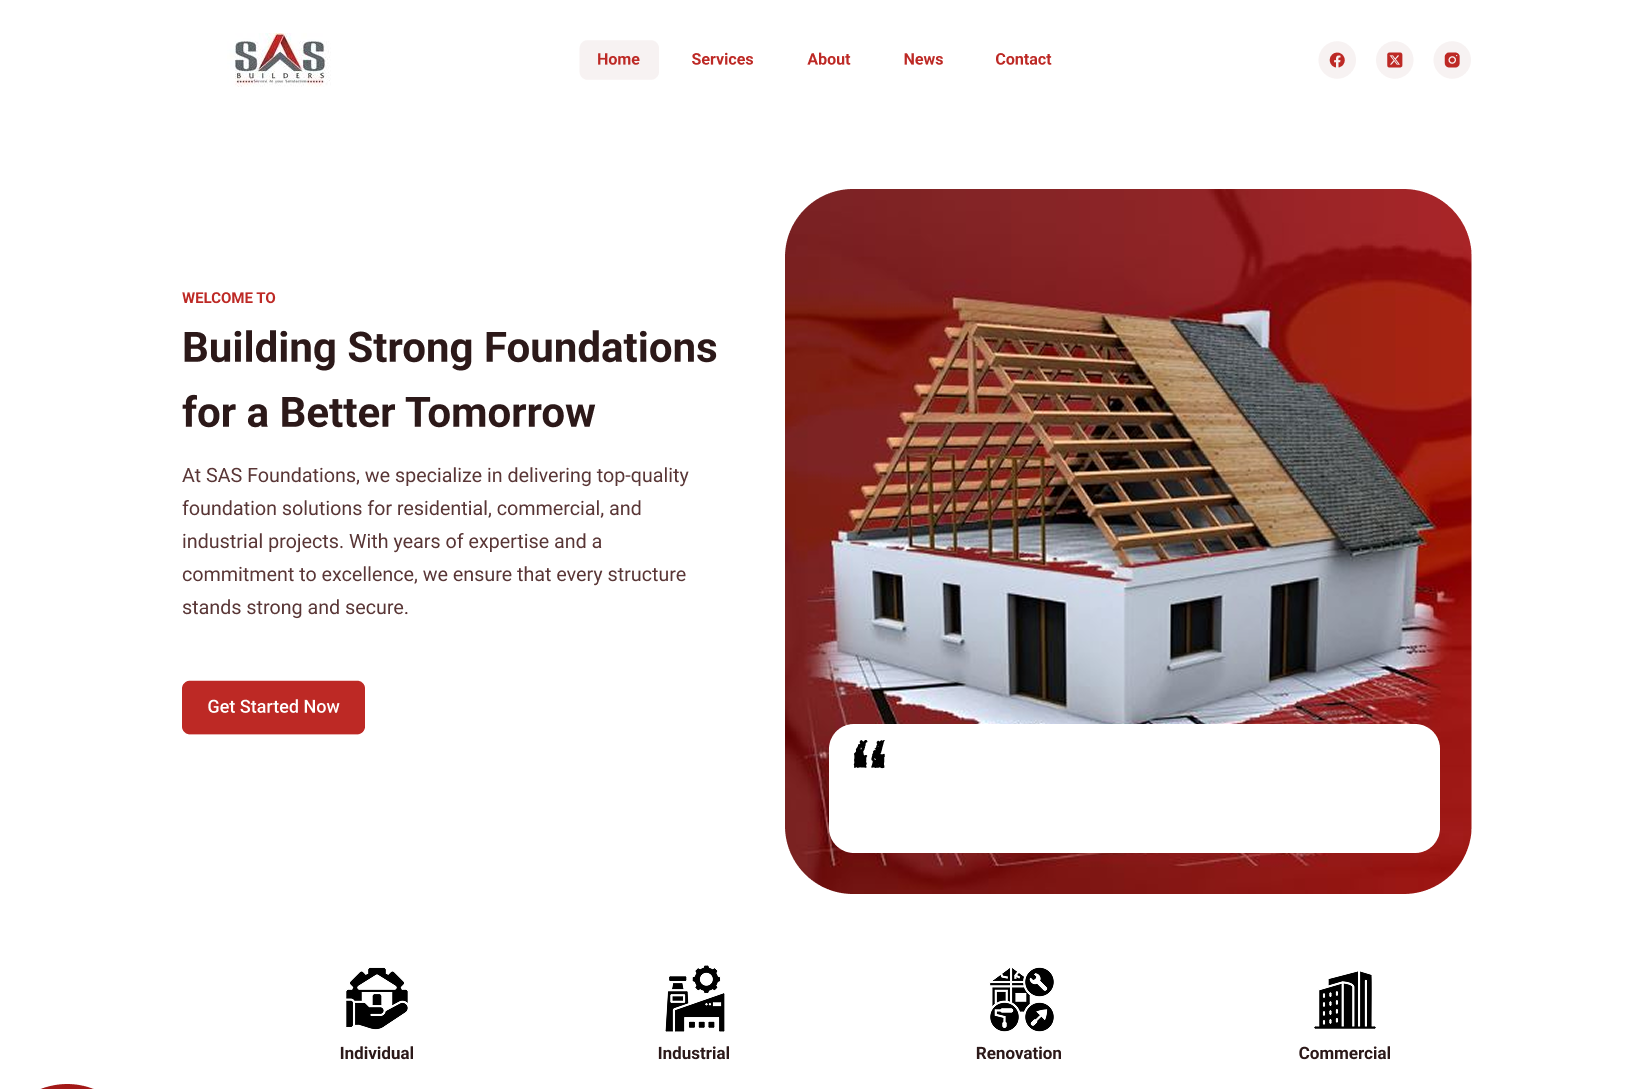 SAS
BUILDERS
Home
Services
About
News
Contact
WELCOME TO
Building Strong Foundations
for a Better Tomorrow
At SAS Foundations, we specialize in delivering top-quality
foundation solutions for residential, commercial, and
industrial projects. With years of expertise and a
commitment to excellence, we ensure that every structure
stands strong and secure.
Get Started Now
“
Individual
Industrial
Renovation
Commercial